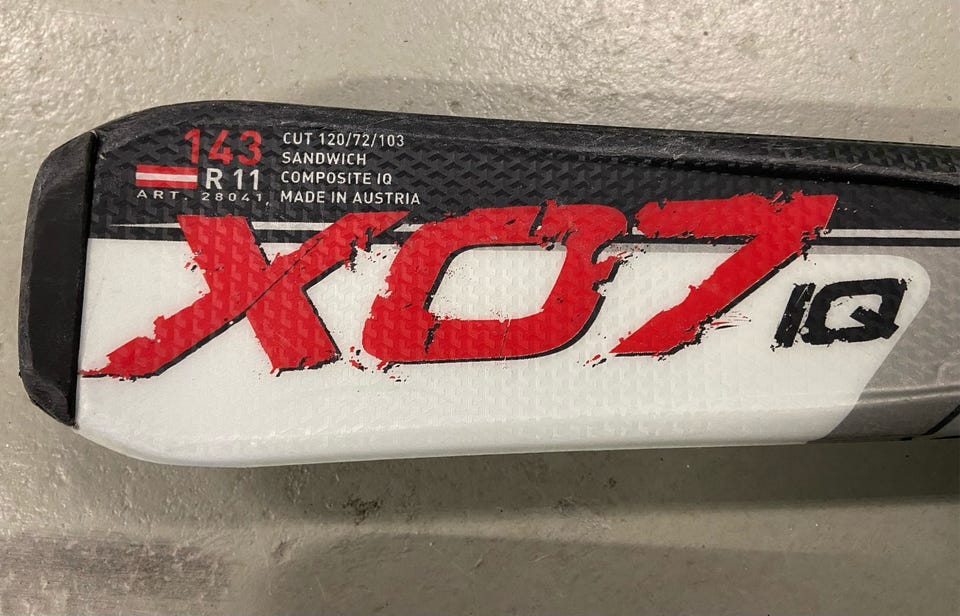 143 CUT 120/72/103
SANDWICH
R 11 COMPOSITE IQ
ART. 28041, MADE IN AUSTRIA
XO7 IQ